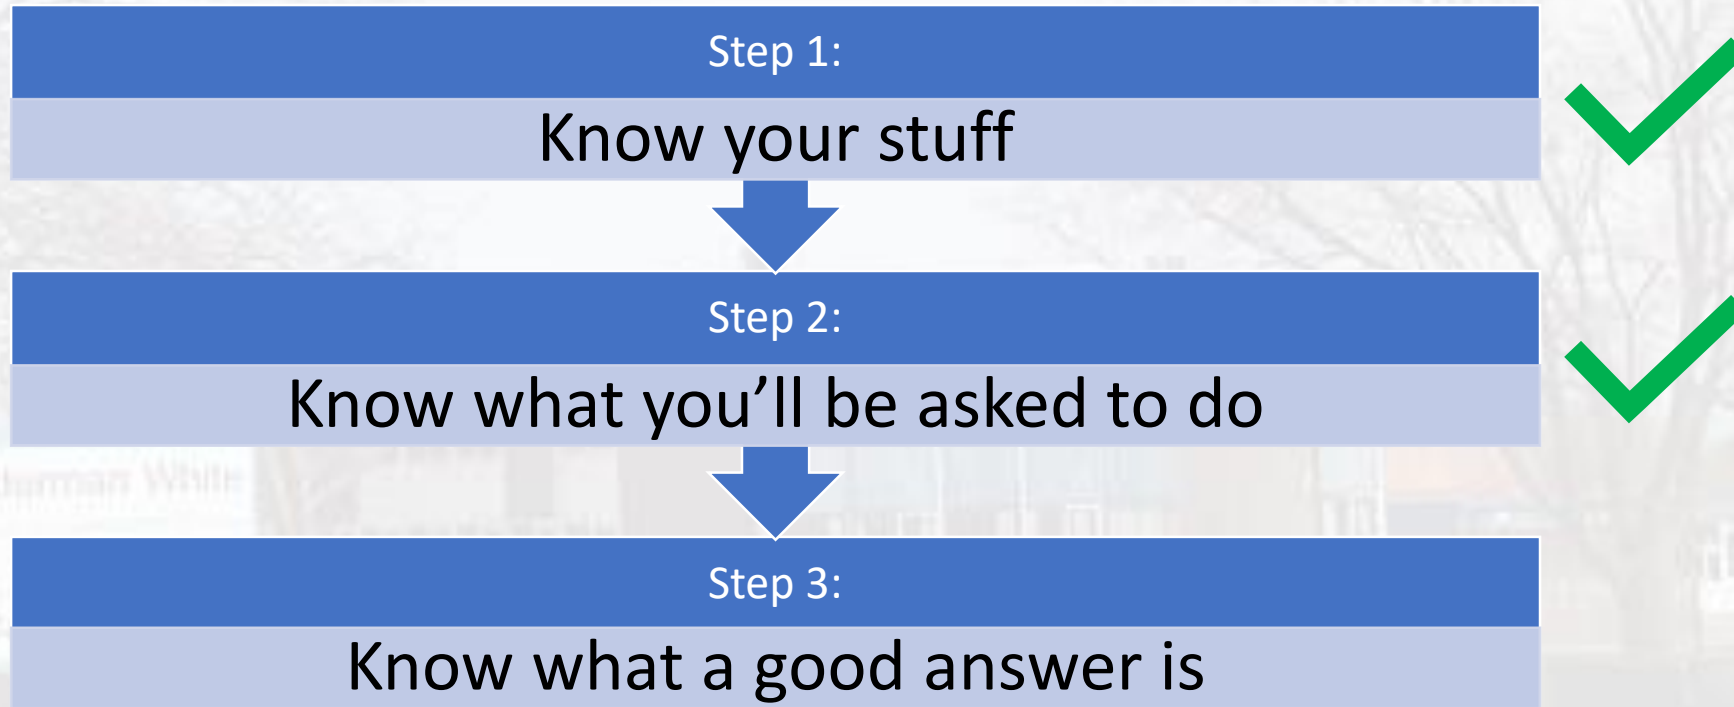 Step 1:
Know your stuff
Step 2:
Know what you’ll be asked to do
Step 3:
Know what a good answer is
White